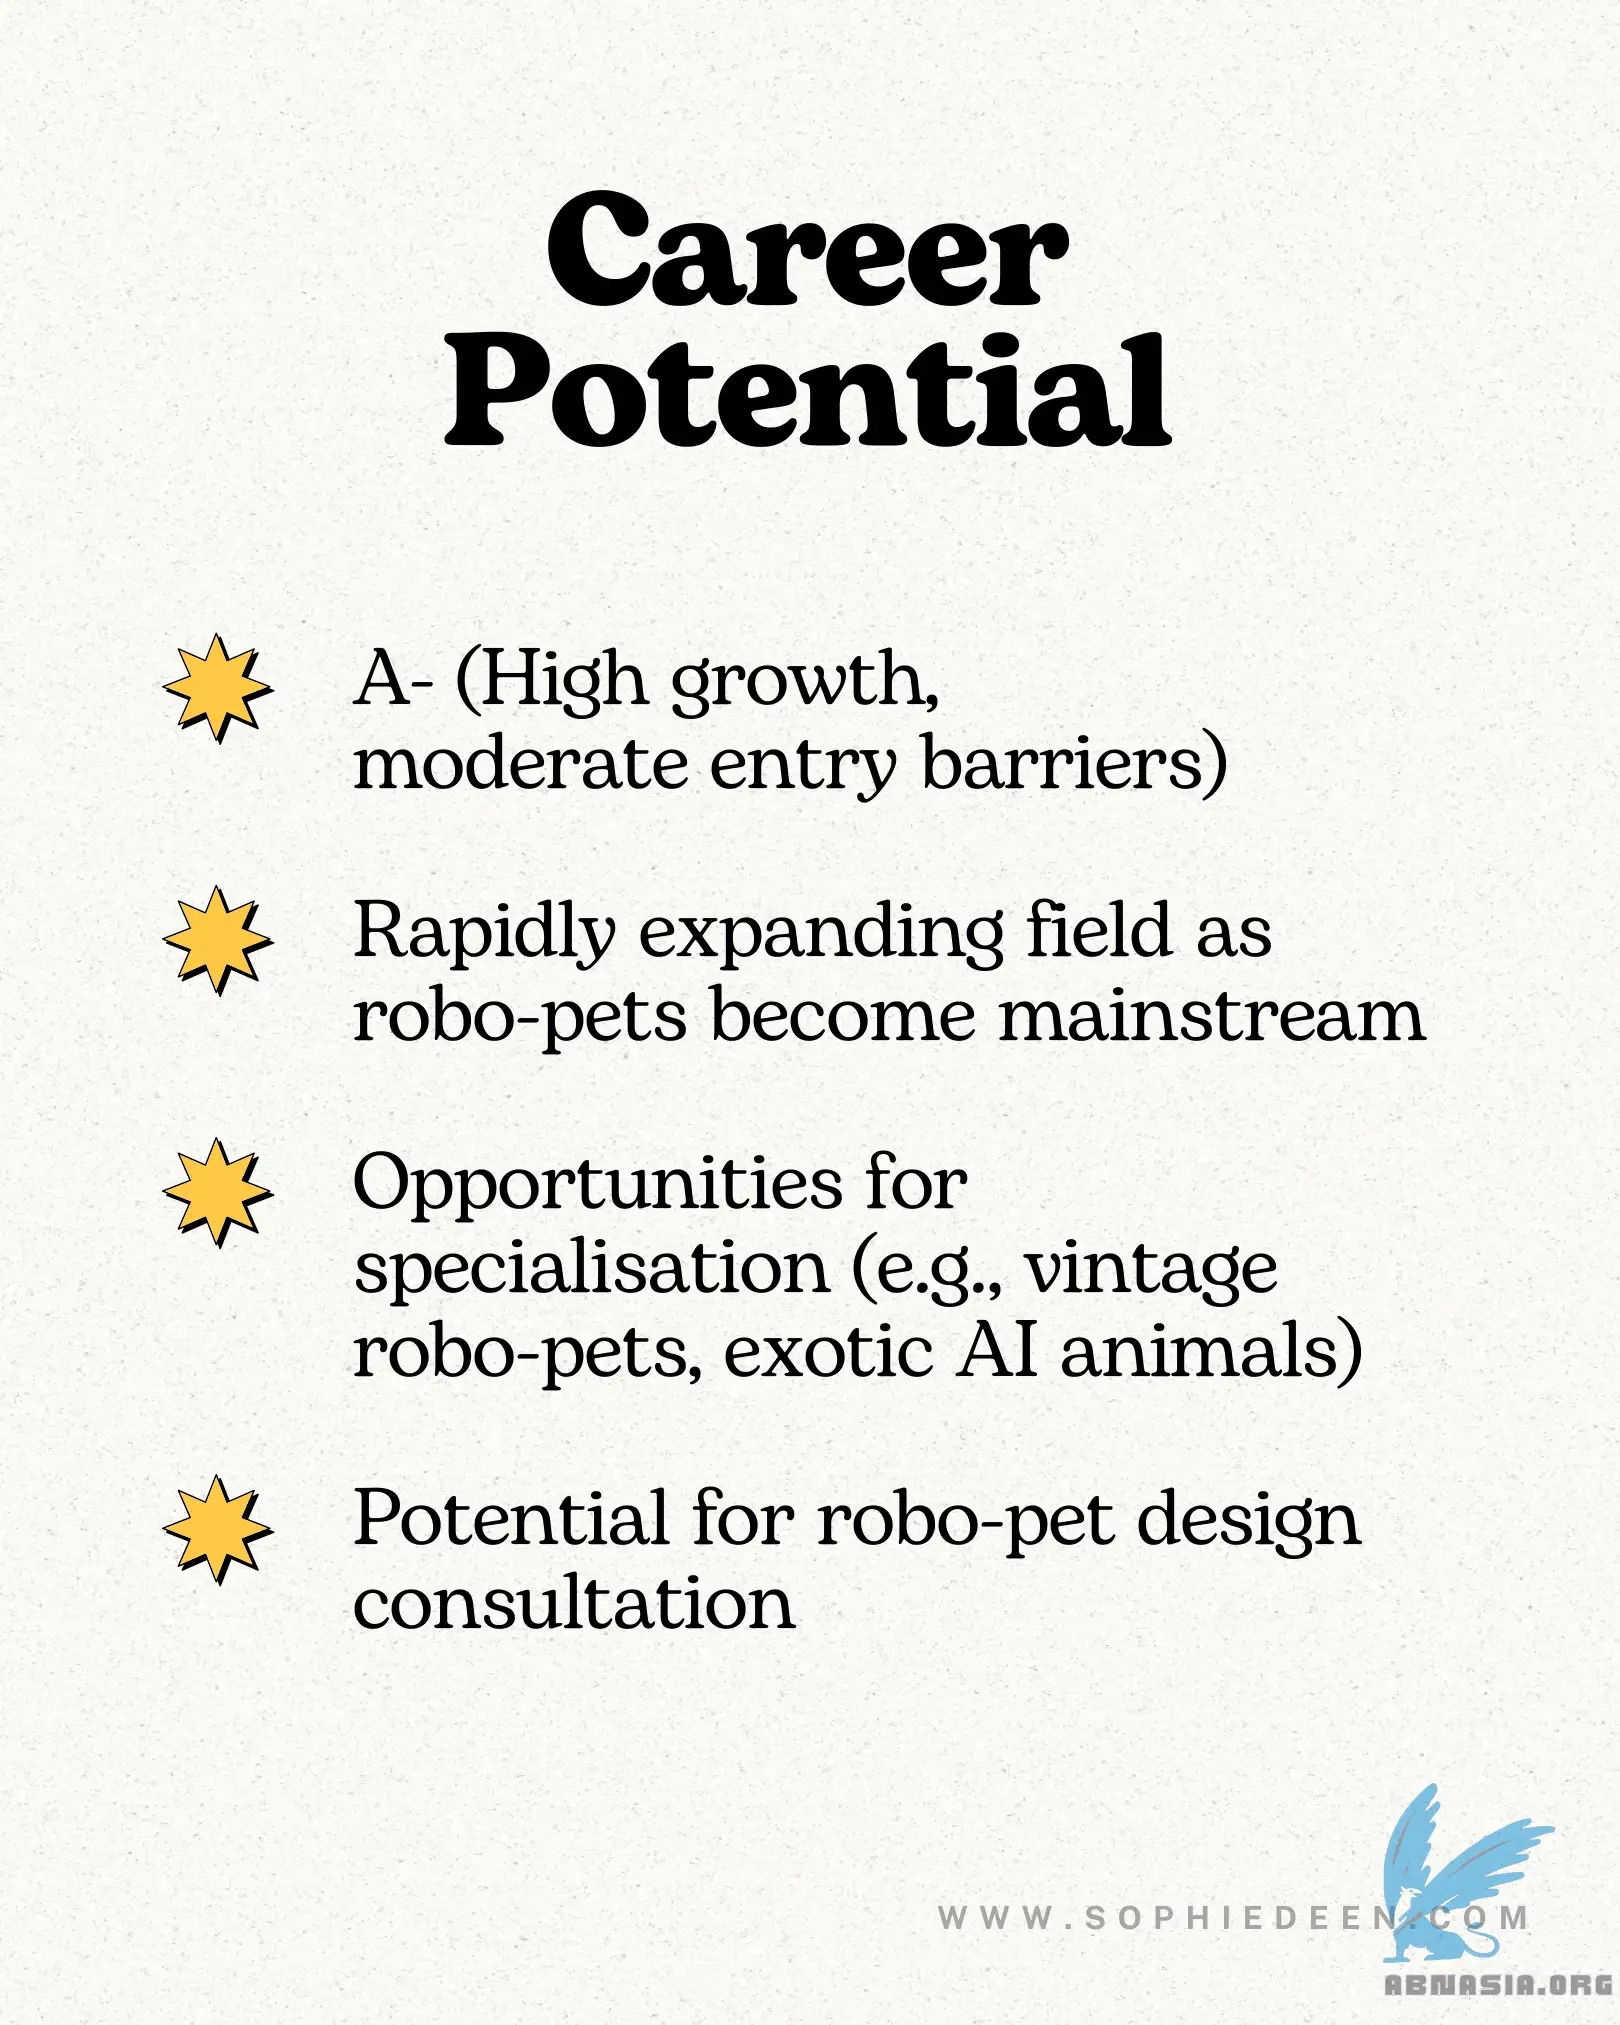 Career
Potential
A- (High growth,
moderate entry barriers)
Rapidly expanding field as
robo-pets become mainstream
Opportunities for
specialisation (e.g., vintage
robo-pets, exotic AI animals)
Potential for robo-pet design
consultation
WWW.SOPHIEDEEN.COM
ABNASIA.ORG